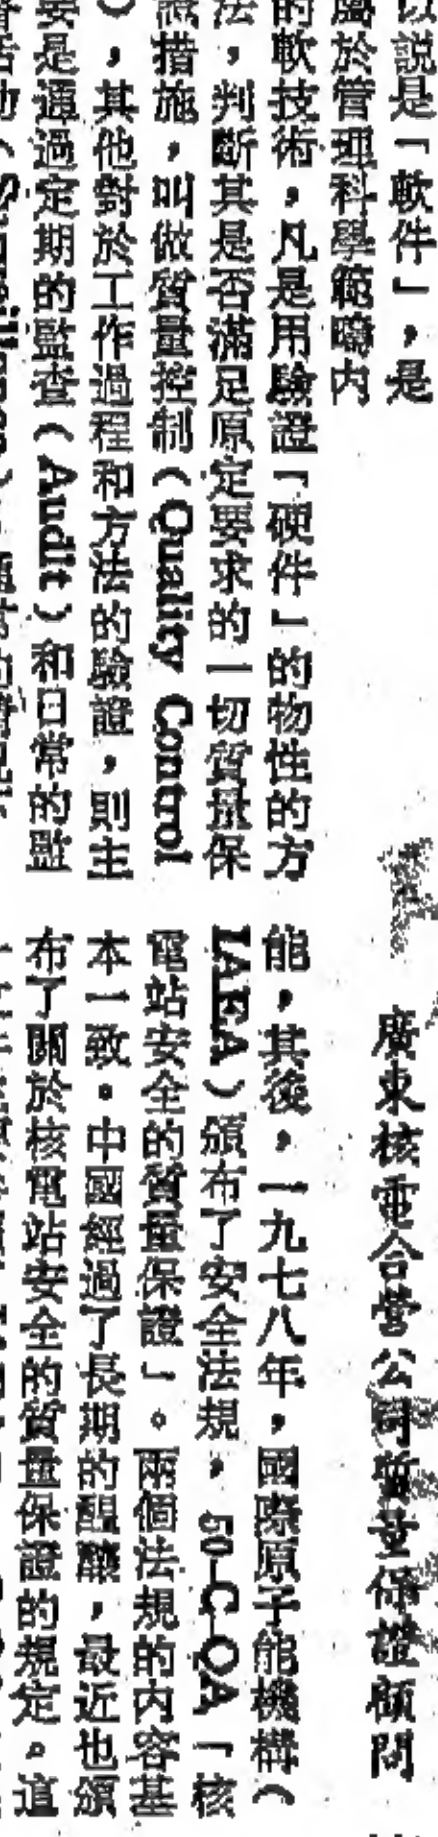 以説是「軟件」，是
屬於管理科學範疇内
的軟技術，凡是用驗證「硬件」的物性的方
法，判斷其是否滿足原定要求的一切質量保
證措施，叫做質量控制（Quality Control
），其他對於工作過程和方法的驗證，則主
要是通過定期的監查（Audit）和日常的監
廣東核電合營公司質量保證顧問
能，其後，一九七八年，國際原子能機構（
IAEA）頒布了安全法規，50-C-QA「核
電站安全的質量保證」。兩個法規的内容基
本一致。中國經過了長期的醖釀，最近也頒
布了關於核電站安全的質量保證的規定。這